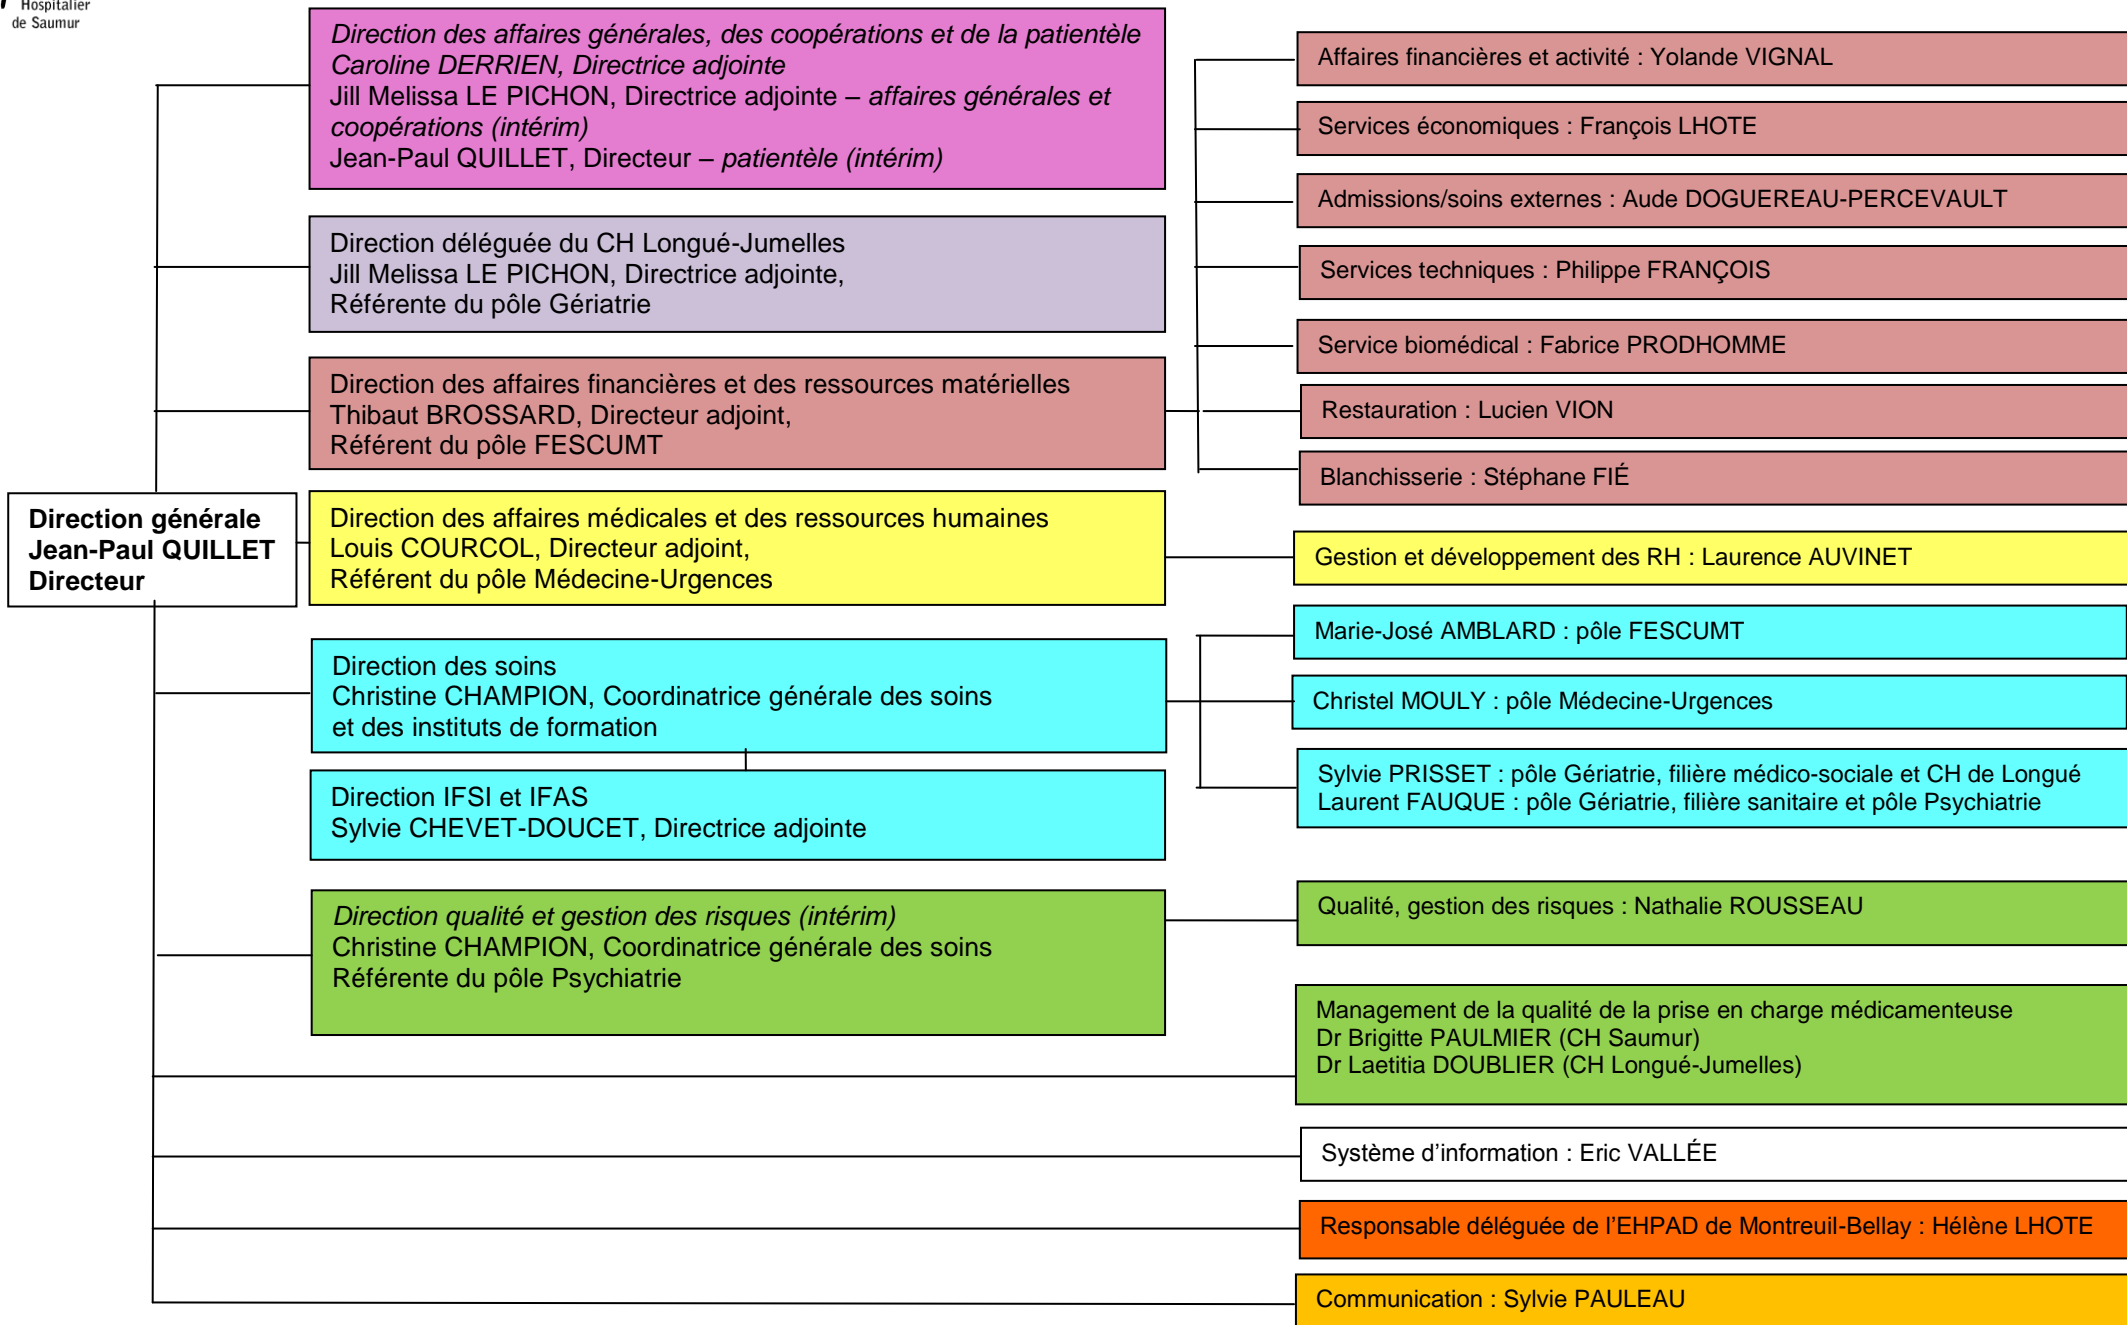 Hospitalier
de Saumur
Direction des affaires générales, des coopérations et de la patientèle
Caroline DERRIEN, Directrice adjointe
Jill Melissa LE PICHON, Directrice adjointe – affaires générales et
coopérations (intérim)
Jean-Paul QUILLET, Directeur – patientèle (intérim)
Direction déléguée du CH Longué-Jumelles
Jill Melissa LE PICHON, Directrice adjointe,
Référente du pôle Gériatrie
Direction des affaires financières et des ressources matérielles
Thibaut BROSSARD, Directeur adjoint,
Référent du pôle FESCUMT
Affaires financières et activité : Yolande VIGNAL
Services économiques : François LHOTE
Admissions/soins externes : Aude DOGUEREAU-PERCEVAULT
Services techniques : Philippe FRANÇOIS
Service biomédical : Fabrice PRODHOMME
Restauration : Lucien VION
Blanchisserie : Stéphane FIÉ
Direction générale
Jean-Paul QUILLET
Directeur
Direction des affaires médicales et des ressources humaines
Louis COURCOL, Directeur adjoint,
Référent du pôle Médecine-Urgences
Gestion et développement des RH : Laurence AUVINET
Direction des soins
Christine CHAMPION, Coordinatrice générale des soins
et des instituts de formation
Direction IFSI et IFAS
Sylvie CHEVET-DOUCET, Directrice adjointe
Marie-José AMBLARD : pôle FESCUMT
Christel MOULY : pôle Médecine-Urgences
Sylvie PRISSET : pôle Gériatrie, filière médico-sociale et CH de Longué
Laurent FAUQUE : pôle Gériatrie, filière sanitaire et pôle Psychiatrie
Direction qualité et gestion des risques (intérim)
Christine CHAMPION, Coordinatrice générale des soins
Référente du pôle Psychiatrie
Qualité, gestion des risques : Nathalie ROUSSEAU
Management de la qualité de la prise en charge médicamenteuse
Dr Brigitte PAULMIER (CH Saumur)
Dr Laetitia DOUBLIER (CH Longué-Jumelles)
Système d’information : Eric VALLÉE
Responsable déléguée de l’EHPAD de Montreuil-Bellay : Hélène LHOTE
Communication : Sylvie PAULEAU